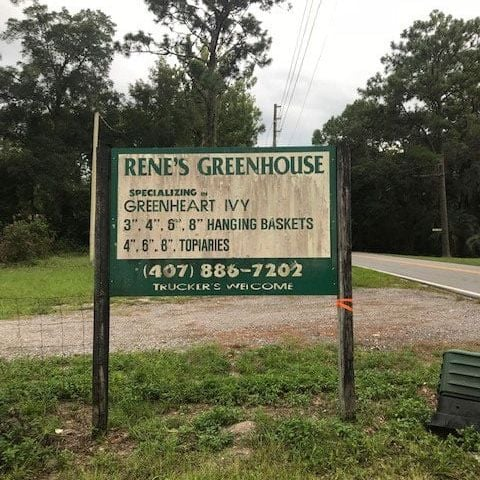 RENE'S GREENHOUSE
SPECIALIZING IN
GREENHEART IVY
3", 4", 6", 8" HANGING BASKETS
4", 6", 8", TOPIARIES
(407) 886-7202
TRUCKER'S WELCOME